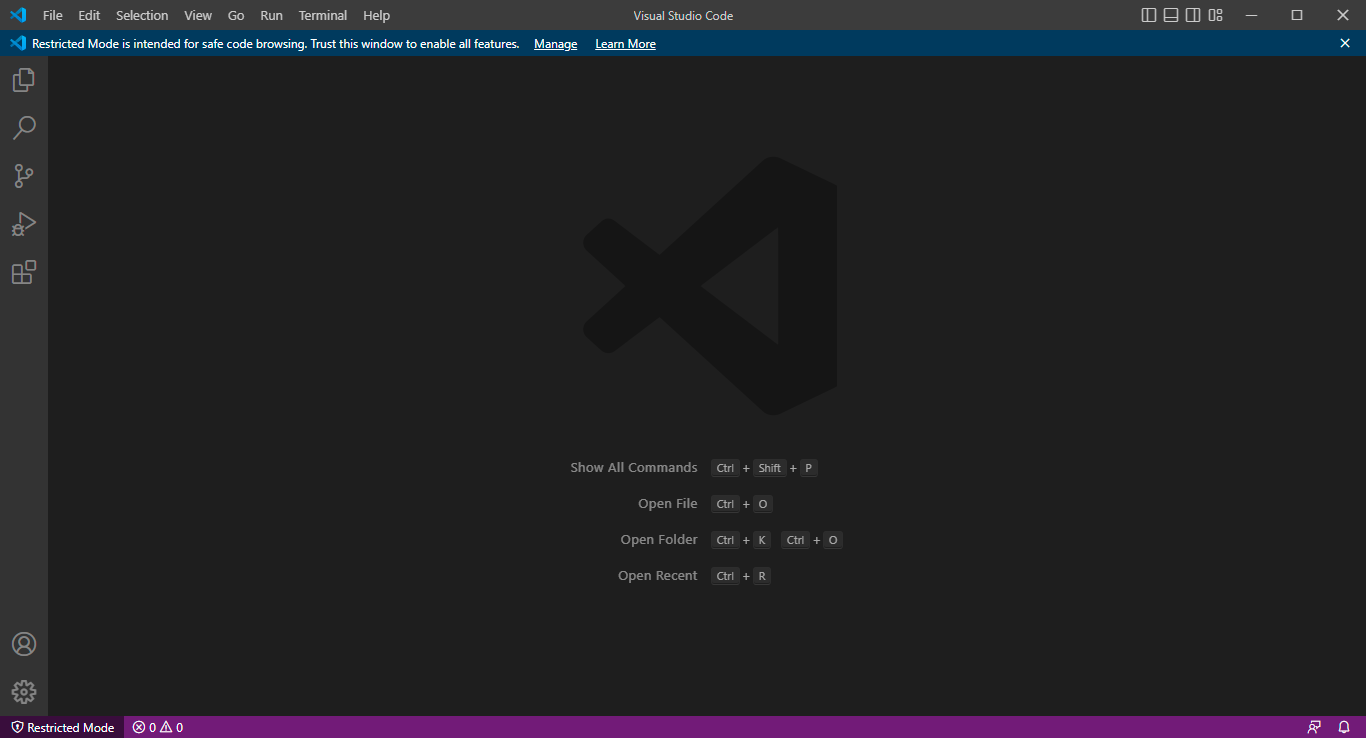 File Edit Selection View Go Run Terminal Help Visual Studio Code
Restricted Mode is intended for safe code browsing. Trust this window to enable all features. Manage Learn More
Show All Commands Ctrl + Shift + P
Open File Ctrl + O
Open Folder Ctrl + K Ctrl + O
Open Recent Ctrl + R
Restricted Mode 0 0